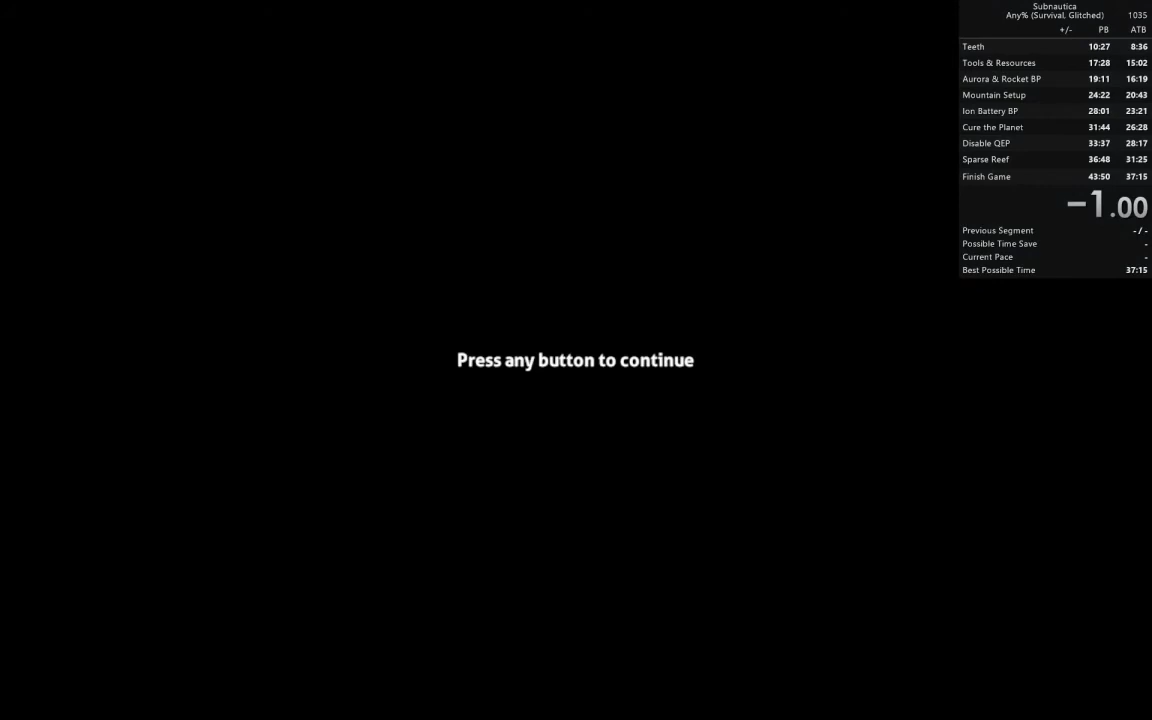 Subnautica
Any% (Survival, Glitched) 1035
+/- PB ATB
Teeth 10:27 8:36
Tools & Resources 17:28 15:02
Aurora & Rocket BP 19:11 16:19
Mountain Setup 24:22 20:43
Ion Battery BP 28:01 23:21
Cure the Planet 31:44 26:28
Disable QEP 33:37 28:17
Sparse Reef 36:48 31:25
Finish Game 43:50 37:15
−1.00
Previous Segment - / -
Possible Time Save -
Current Pace -
Best Possible Time 37:15
Press any button to continue